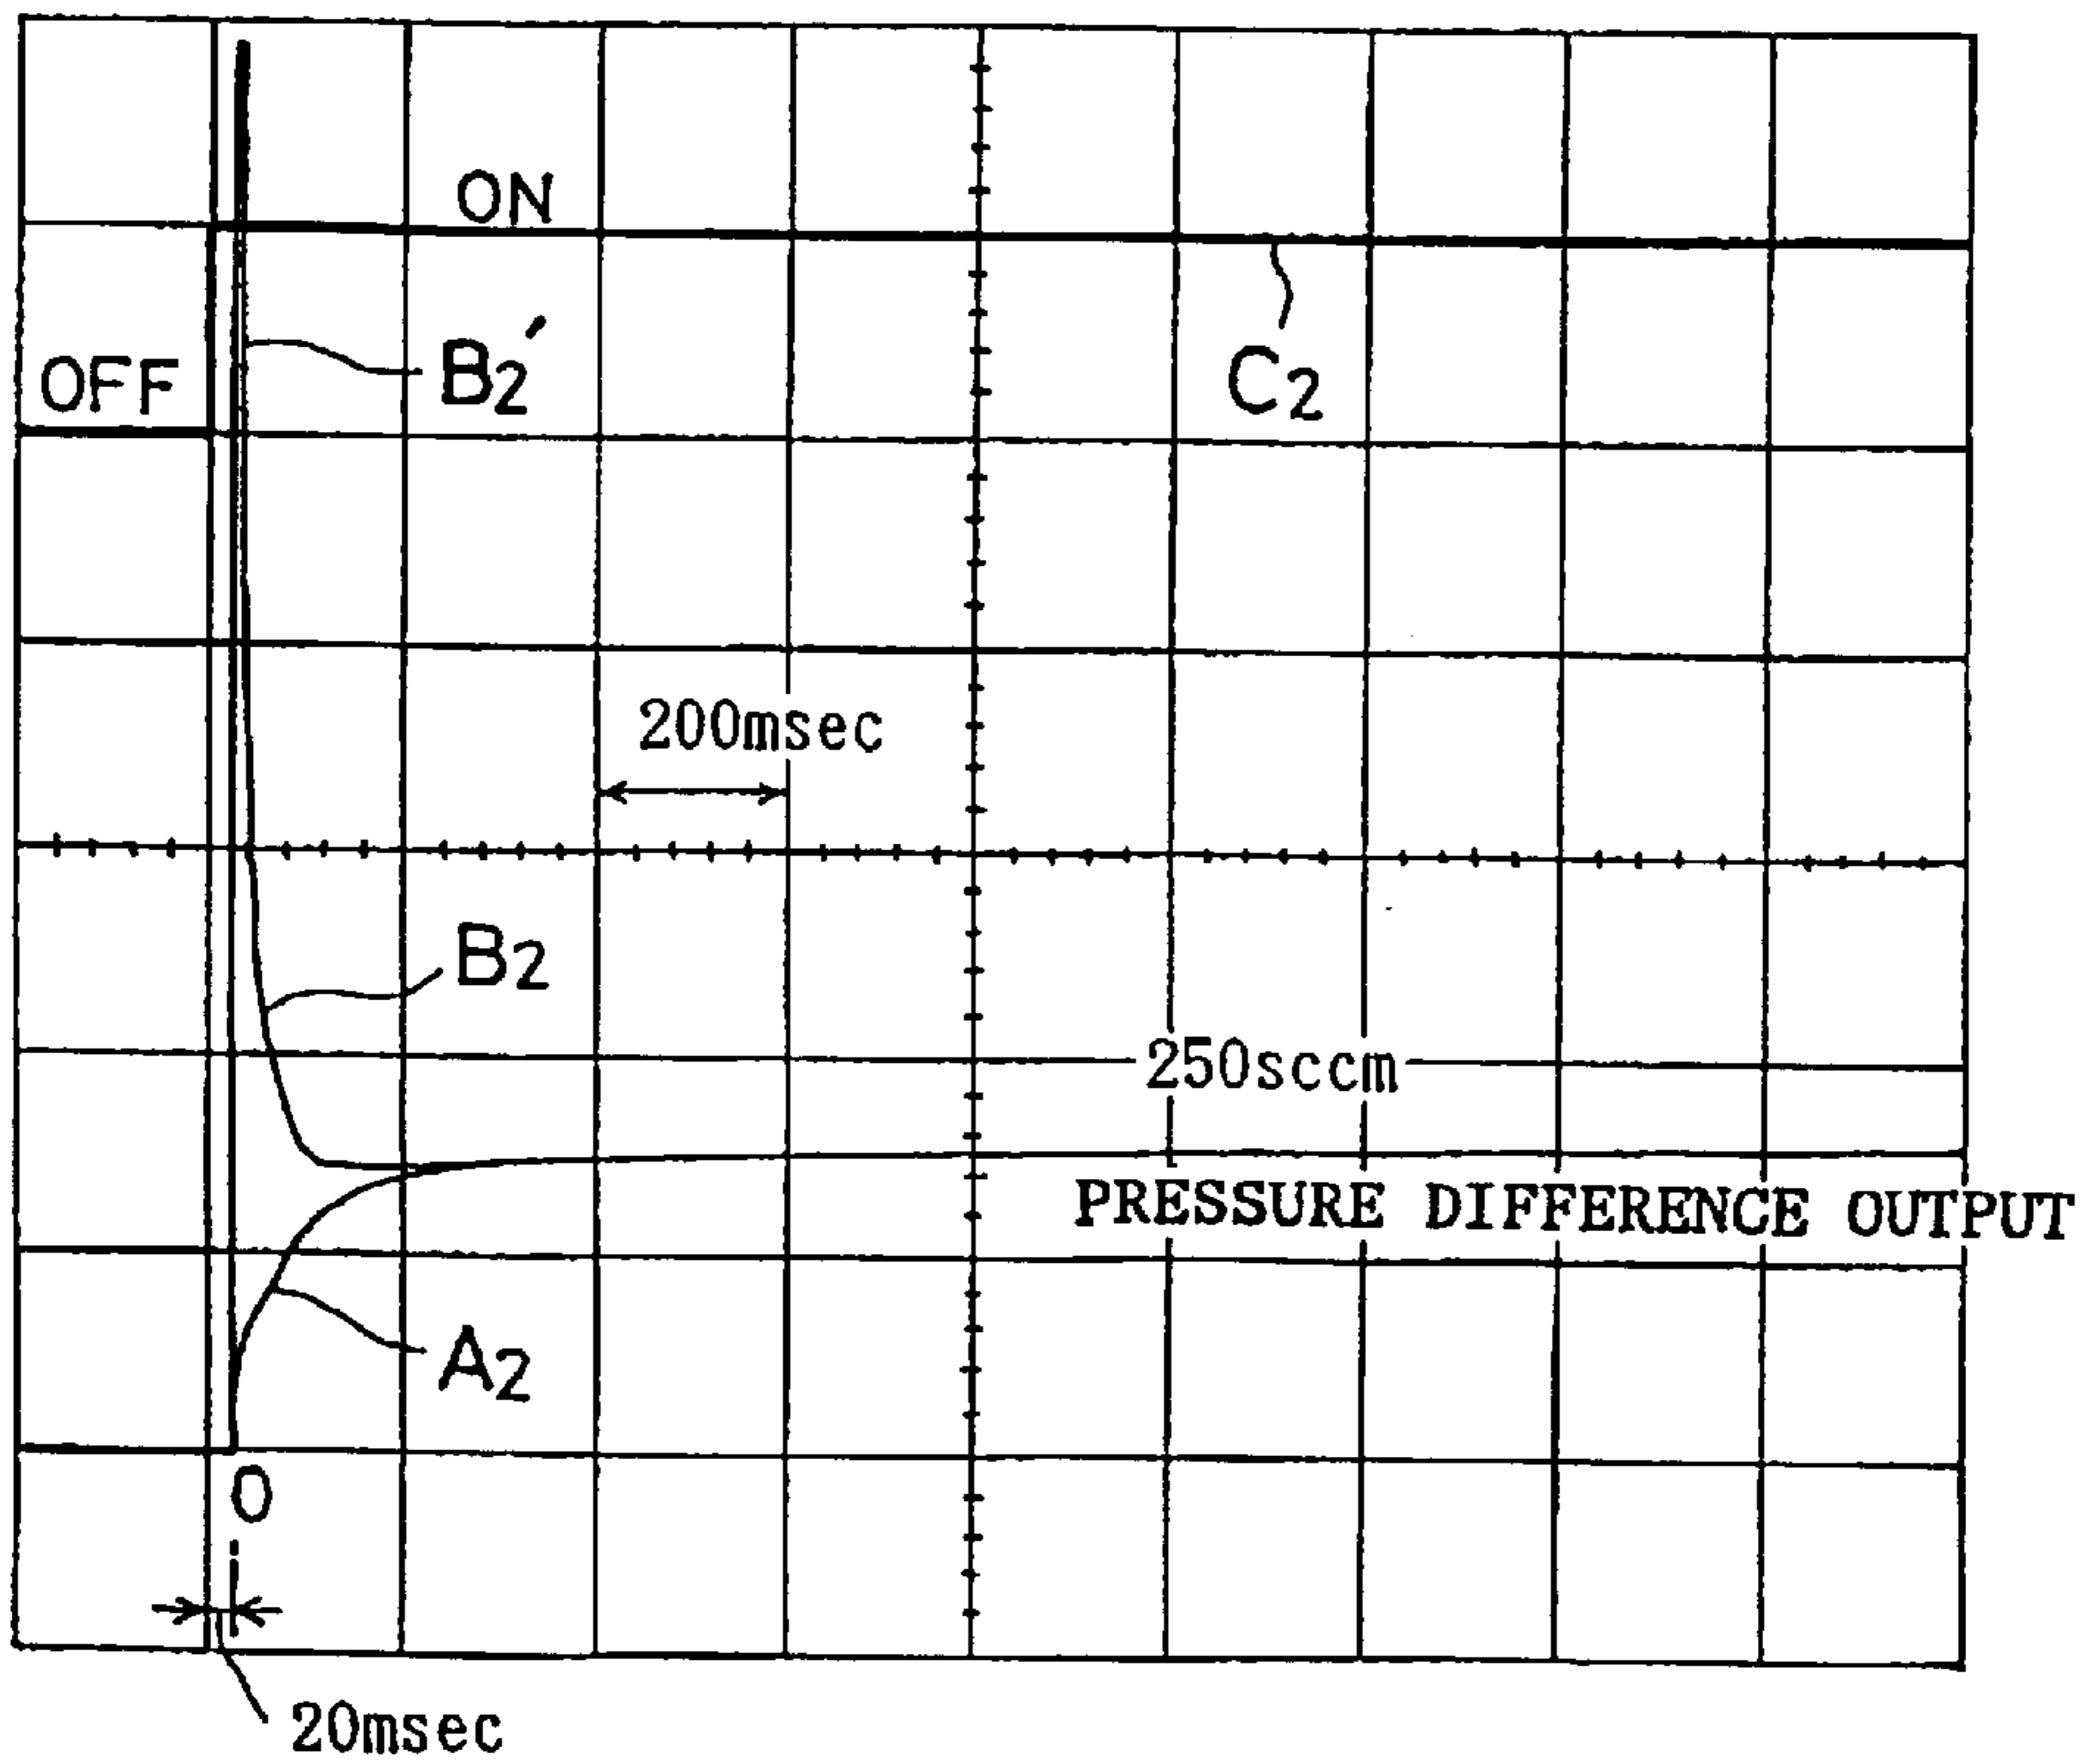 ON
OFF
B2′
C2
200msec
B2
250sccm
PRESSURE DIFFERENCE OUTPUT
A2
0
20msec